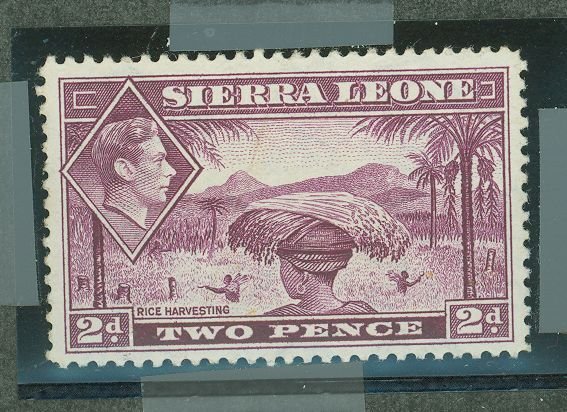 SIERRA LEONE
RICE HARVESTING
2d. TWO PENCE 2d.